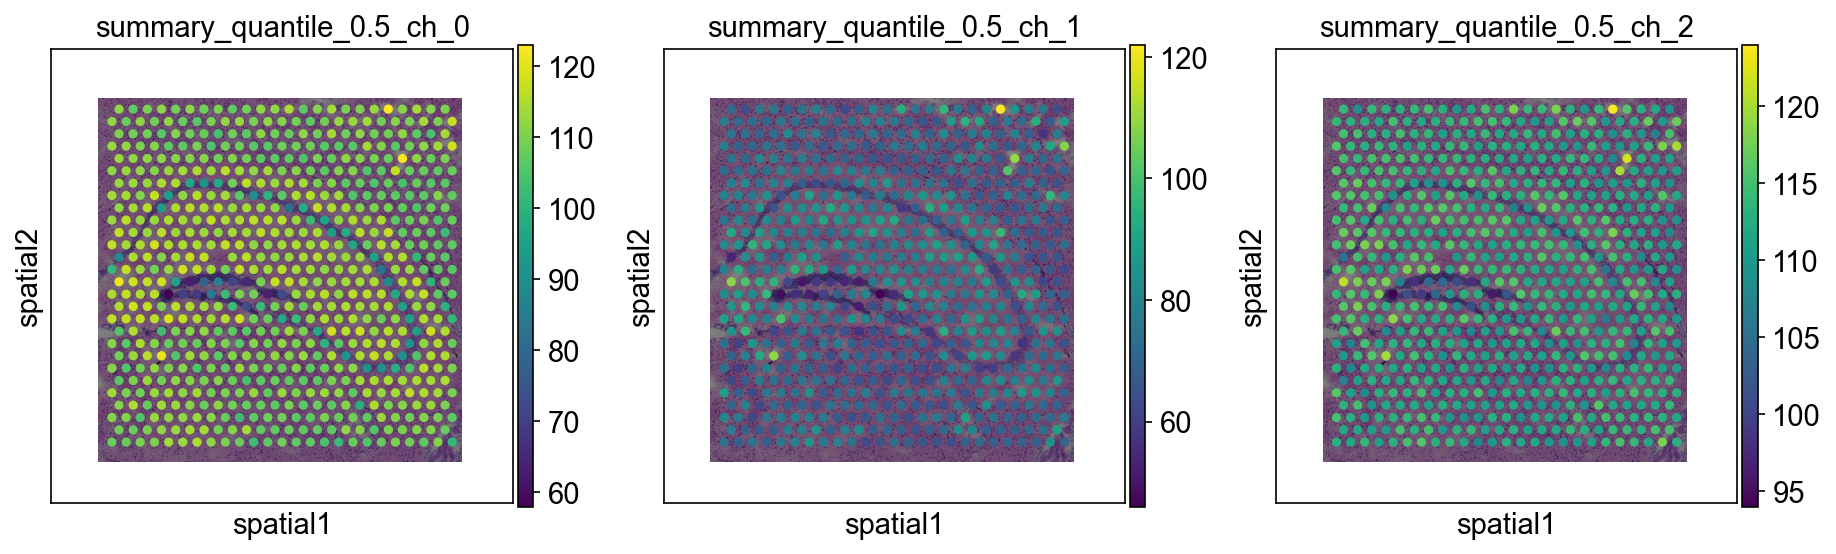 summary_quantile_0.5_ch_0
summary_quantile_0.5_ch_1
summary_quantile_0.5_ch_2
120
110
100
90
80
70
60
120
100
80
60
120
115
110
105
100
95
spatial2
spatial2
spatial2
spatial1
spatial1
spatial1